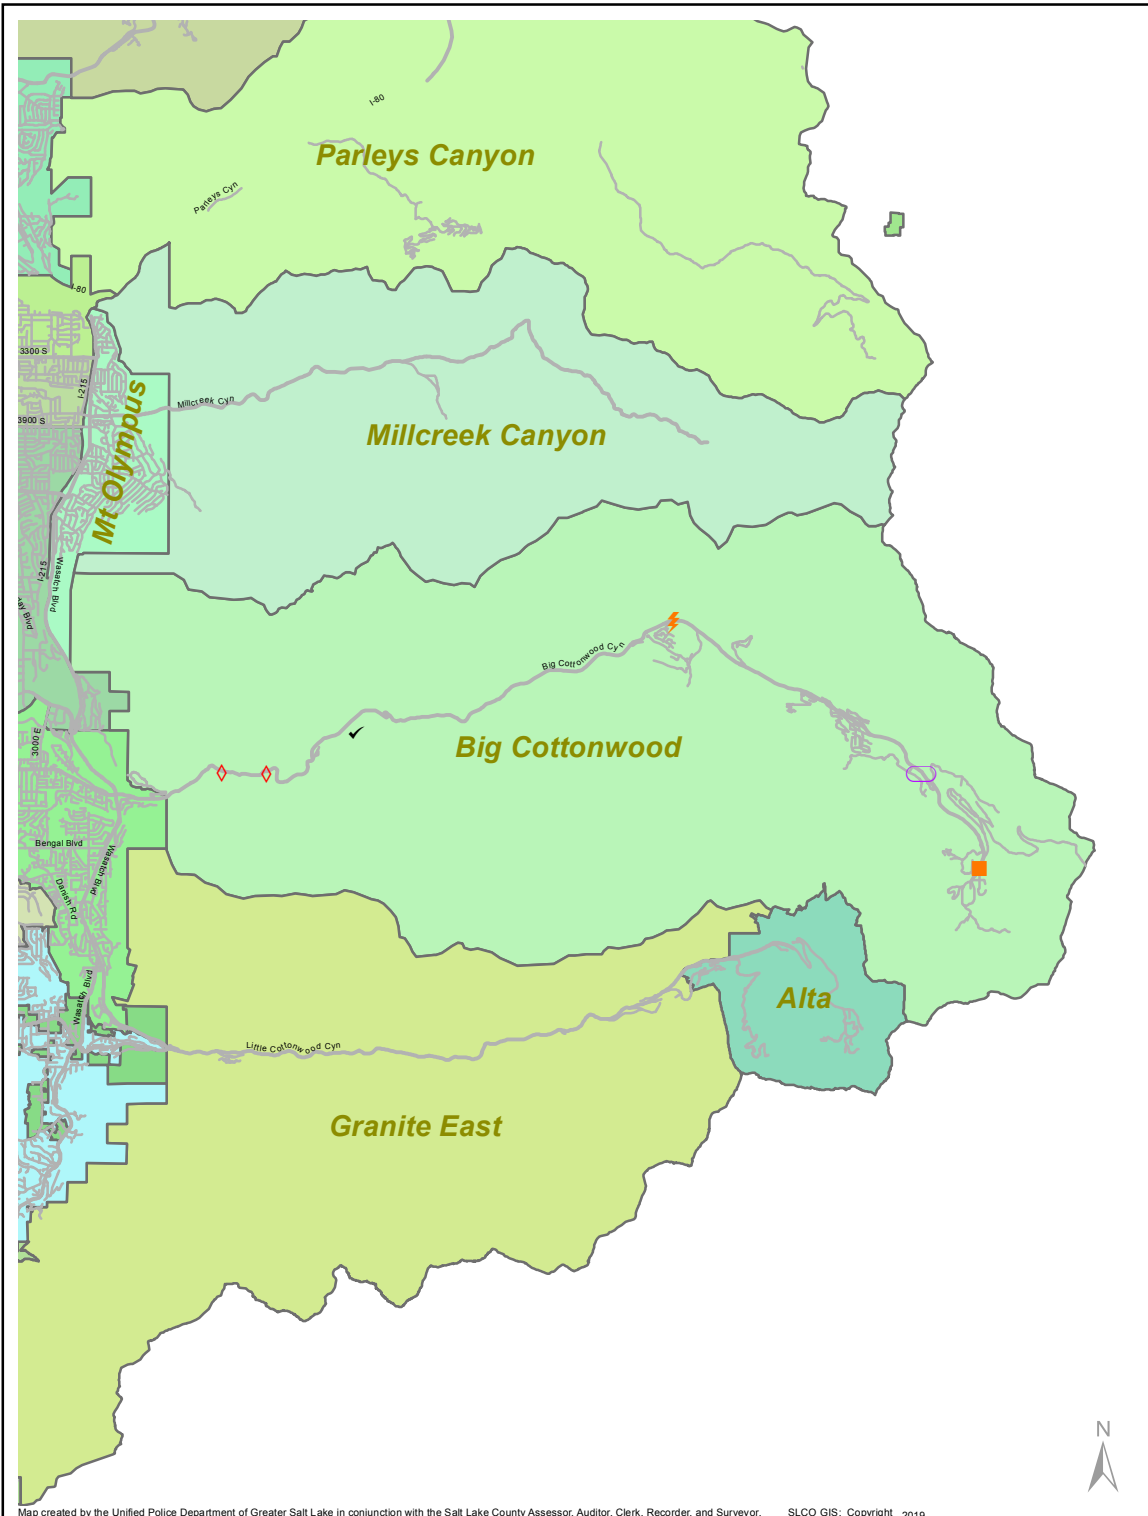 I-80
Parleys Canyon
Parleys Cyn
I-80
3300 S
I-215
Mt Olympus
Millcreek Cyn
3900 S
Millcreek Canyon
I-215
Wasatch Blvd
day Blvd
Big Cottonwood Cyn
3000 E
Big Cottonwood
Bengal Blvd
Wasatch Blvd
Danish Rd
Wasatch Blvd
Alta
Little Cottonwood Cyn
Granite East
N
Map created by the Unified Police Department of Greater Salt Lake in conjunction with the Salt Lake County Assessor, Auditor, Clerk, Recorder, and Surveyor. SLCO GIS: Copyright 2019